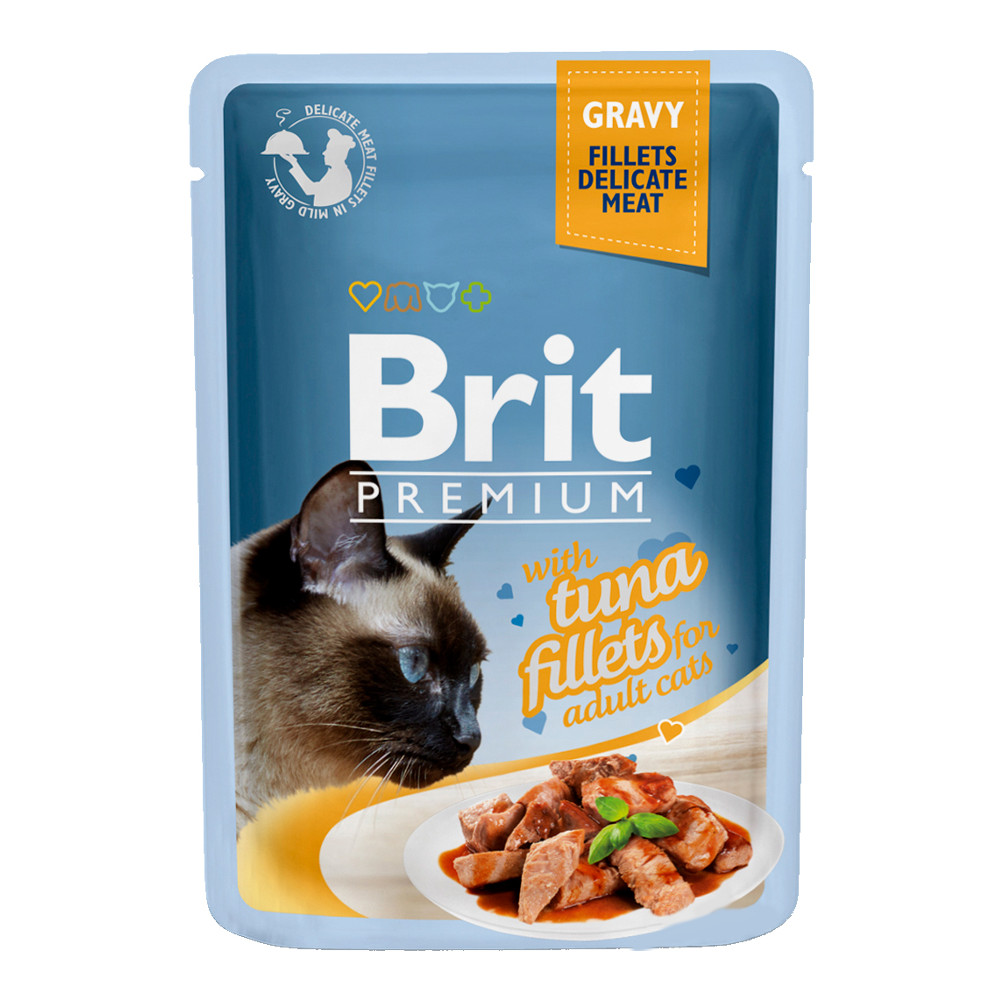 DELICATE MEAT FILLETS IN MILD GRAVY
GRAVY
FILLETS
DELICATE
MEAT
Brit
PREMIUM
with
tuna
fillets for
adult cats